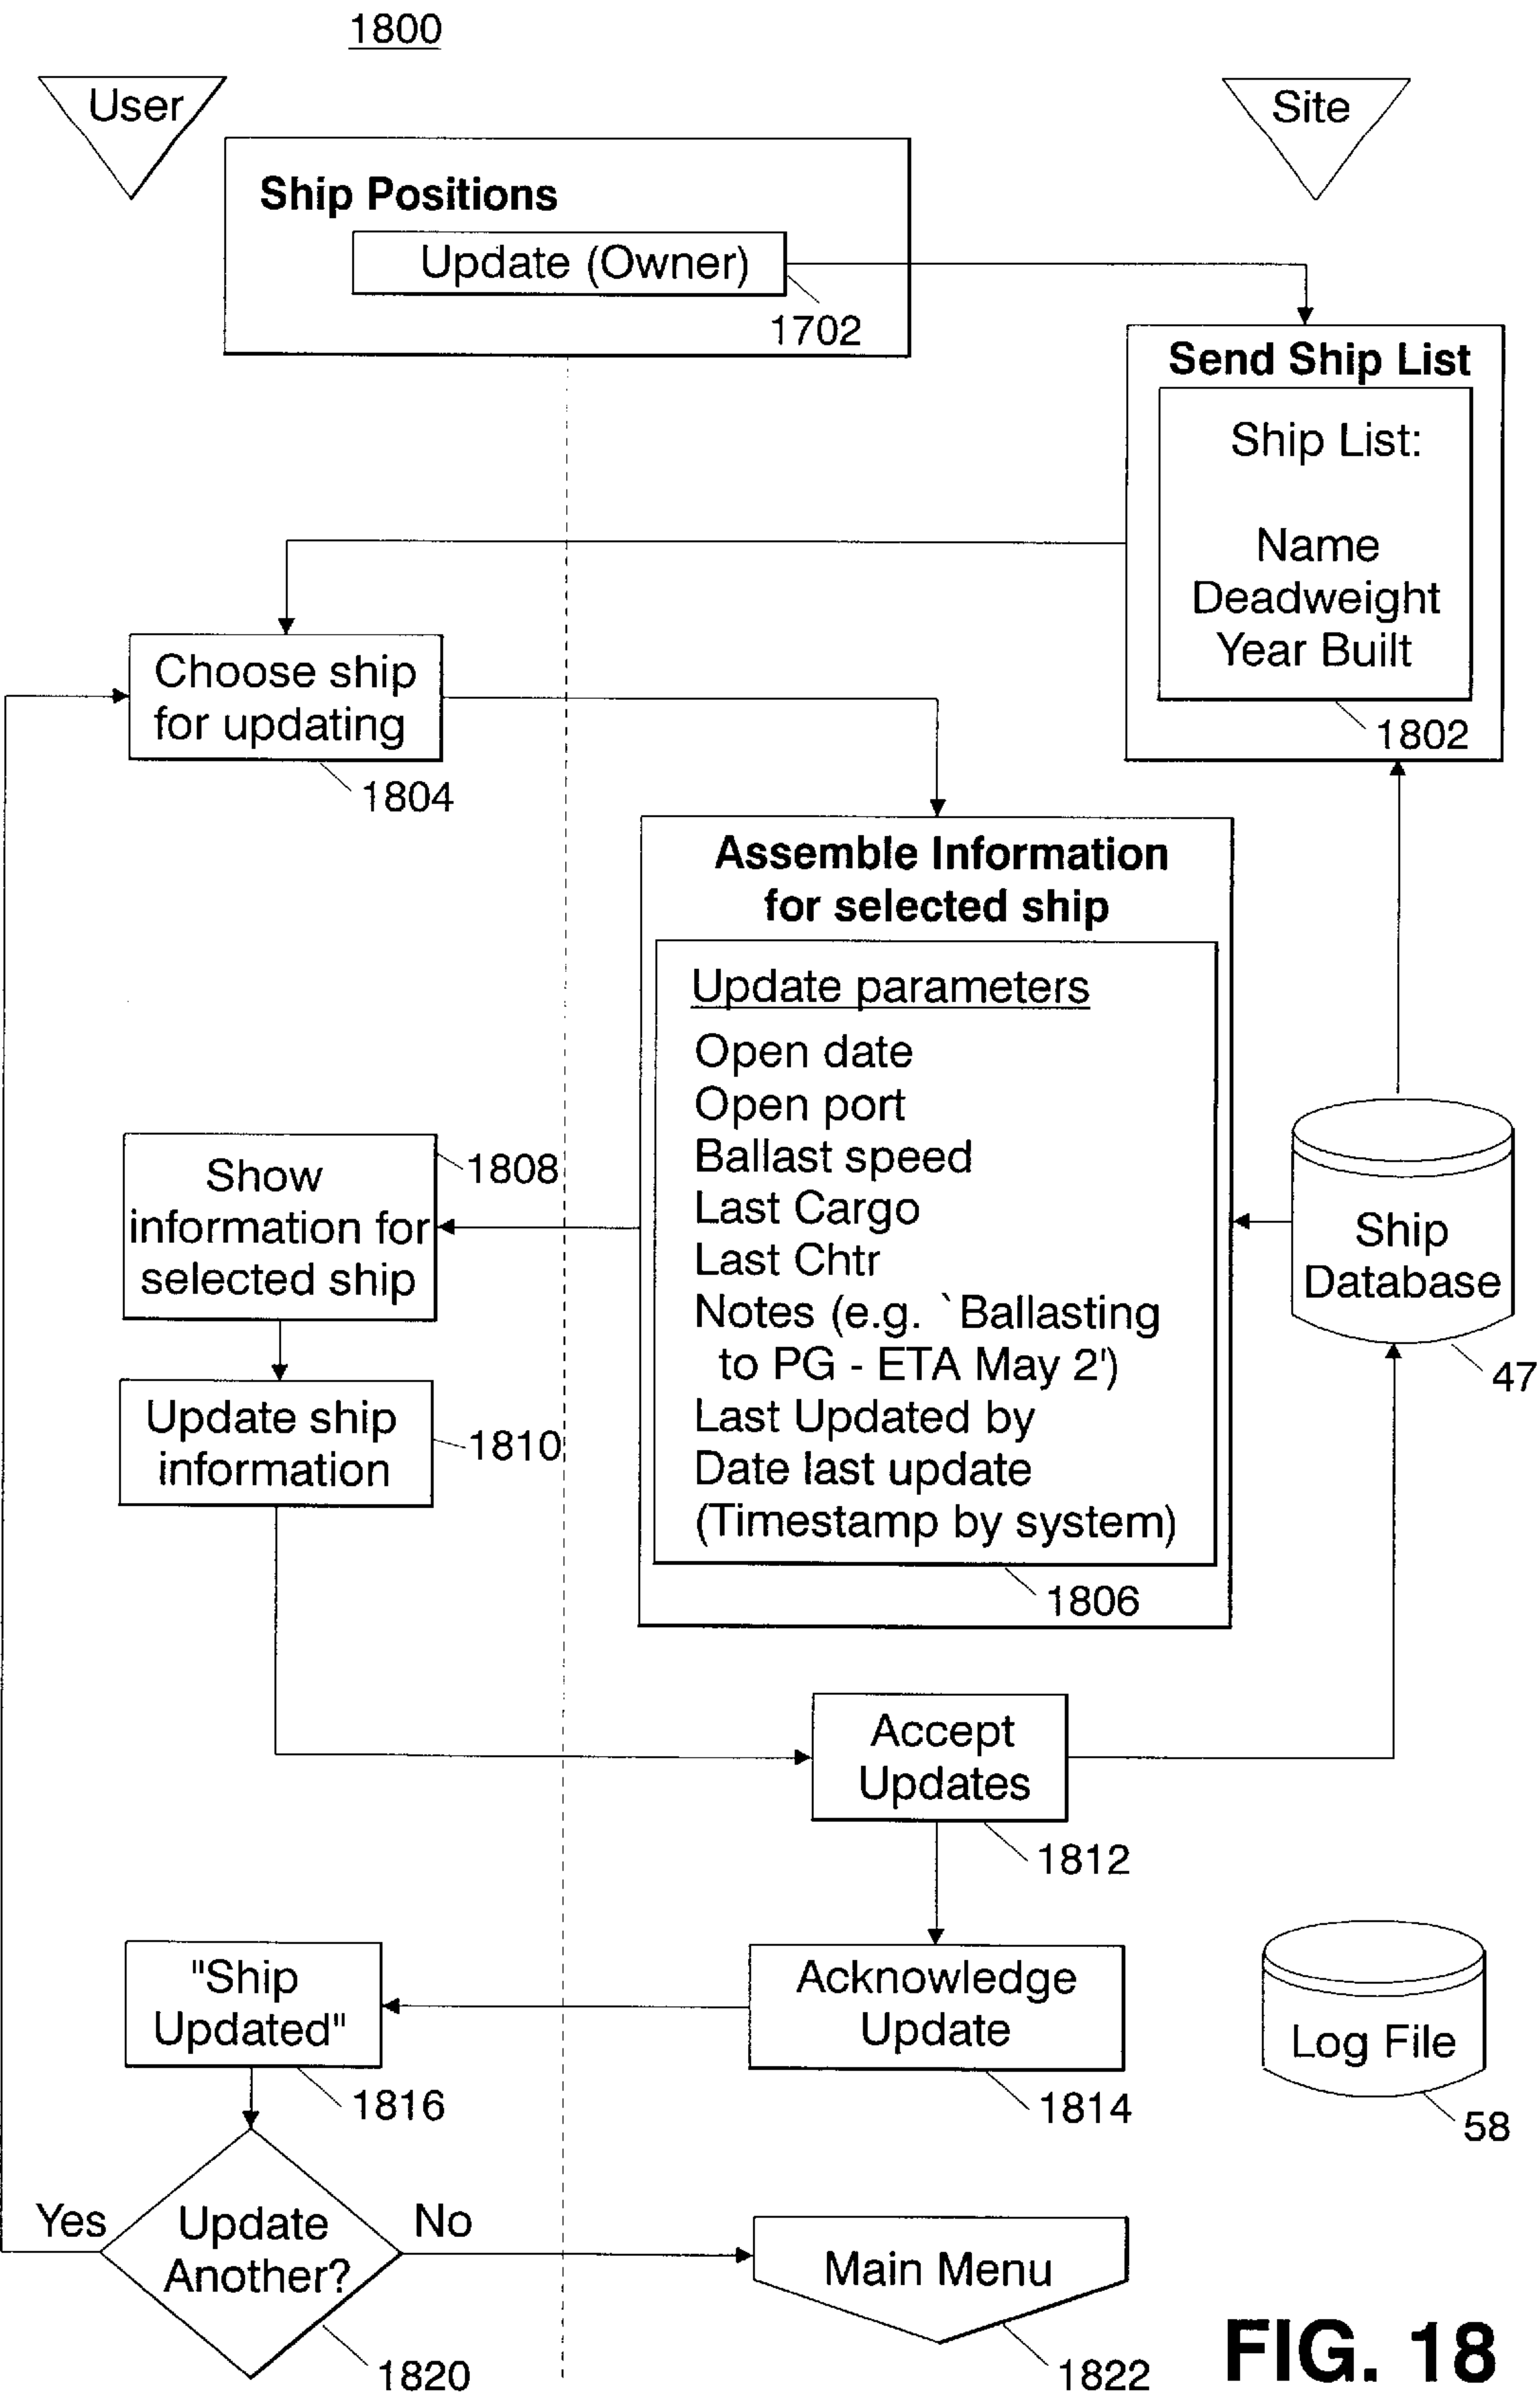 1800
User
Site
Ship Positions
Update (Owner)
1702
Send Ship List
Ship List:
Name
Deadweight
Year Built
1802
Choose ship
for updating
1804
Assemble Information
for selected ship
Update parameters
Open date
Open port
Ballast speed
Last Cargo
Last Chtr
Notes (e.g. `Ballasting
to PG - ETA May 2')
Last Updated by
Date last update
(Timestamp by system)
1806
Show
information for
selected ship
1808
Ship
Database
47
Update ship
information
1810
Accept
Updates
1812
"Ship
Updated"
1816
Acknowledge
Update
1814
Log File
58
Yes
Update
Another?
No
1820
Main Menu
1822
FIG. 18